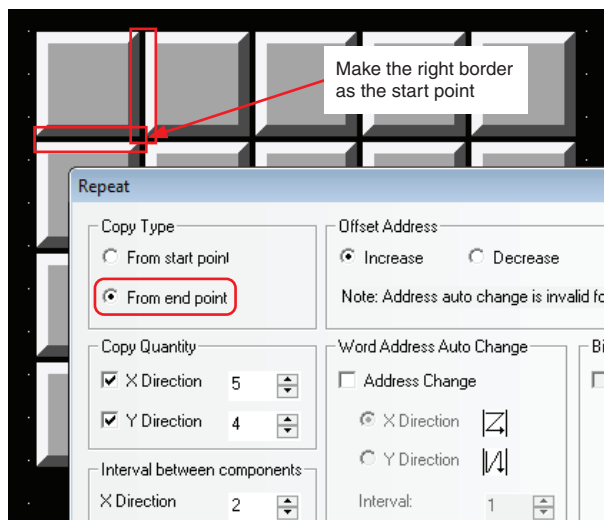 Make the right border
as the start point
Repeat
Copy Type
From start point
From end point
Offset Address
Increase
Decrease
Note: Address auto change is invalid fo
Copy Quantity
X Direction 5
Y Direction 4
Word Address Auto Change
Address Change
X Direction
Y Direction
Interval: 1
Bi
Interval between components
X Direction 2